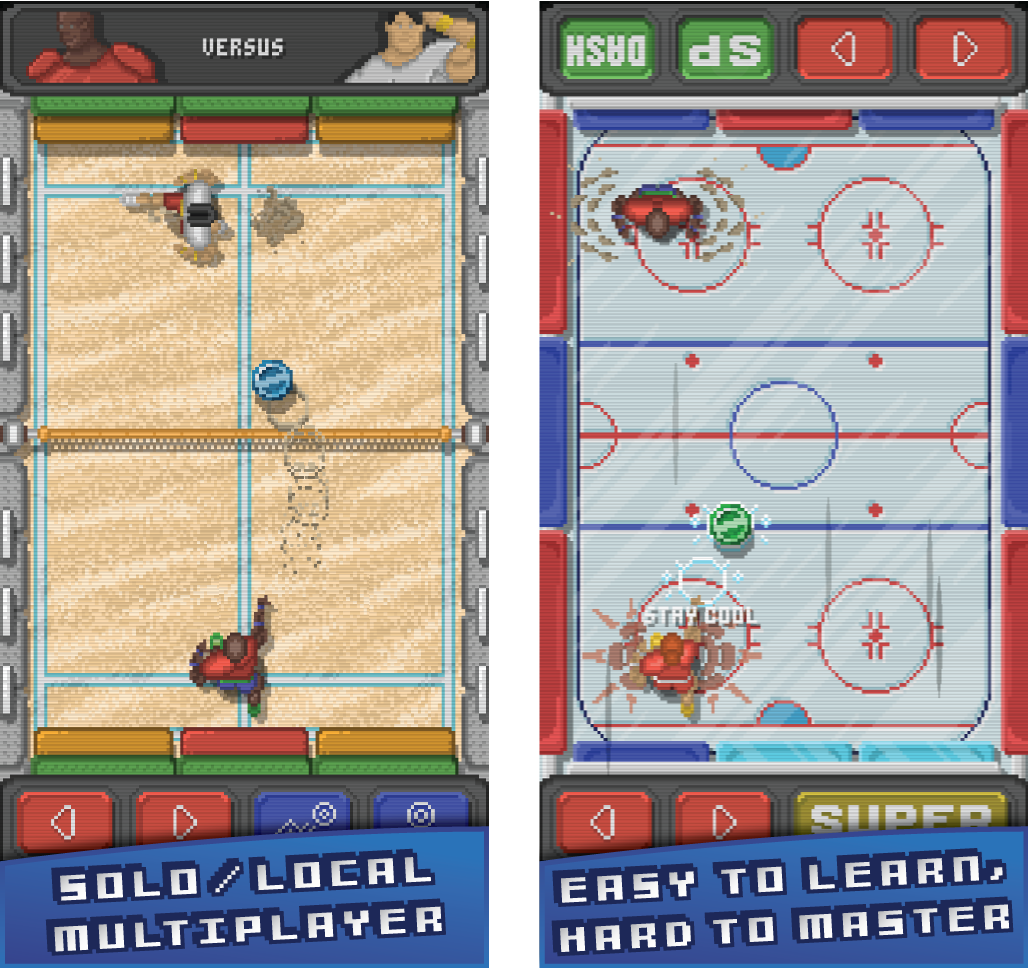 VERSUS
SOLO/LOCAL
MULTIPLAYER
DASH
SP
STAY COOL
SUPER
EASY TO LEARN,
HARD TO MASTER